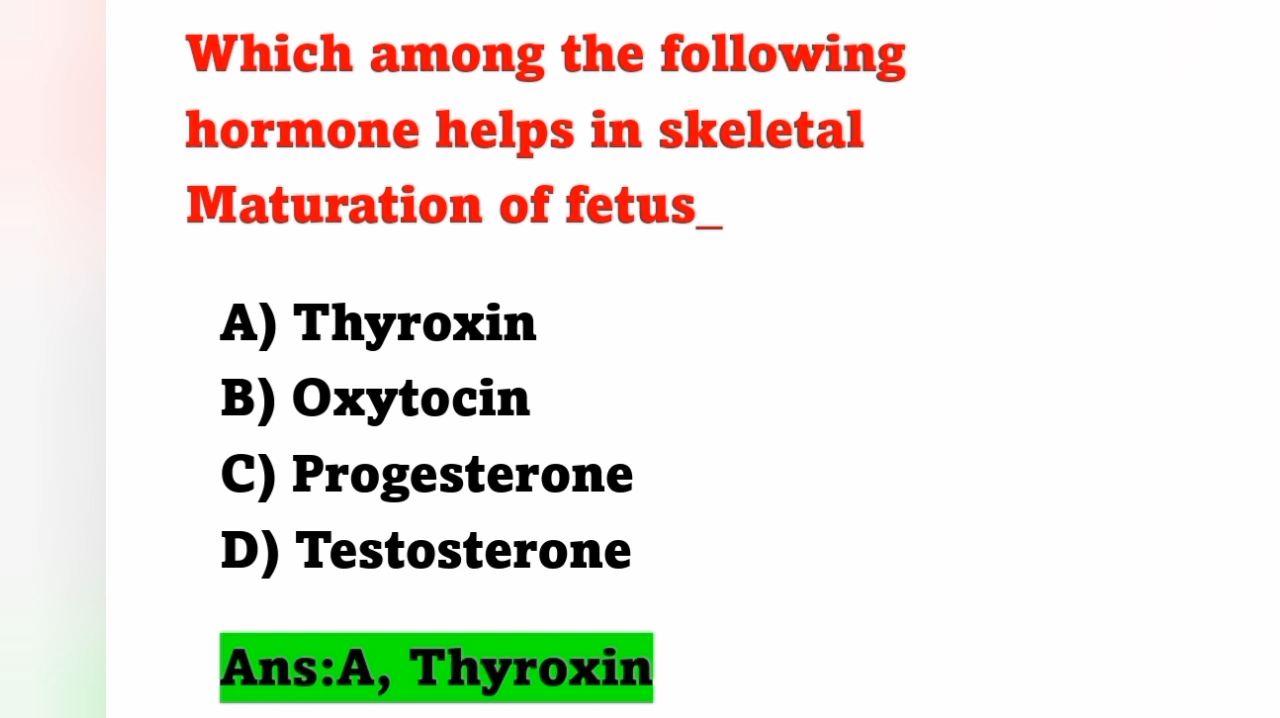 Which among the following
hormone helps in skeletal
Maturation of fetus_
A) Thyroxin
B) Oxytocin
C) Progesterone
D) Testosterone
Ans:A, Thyroxin